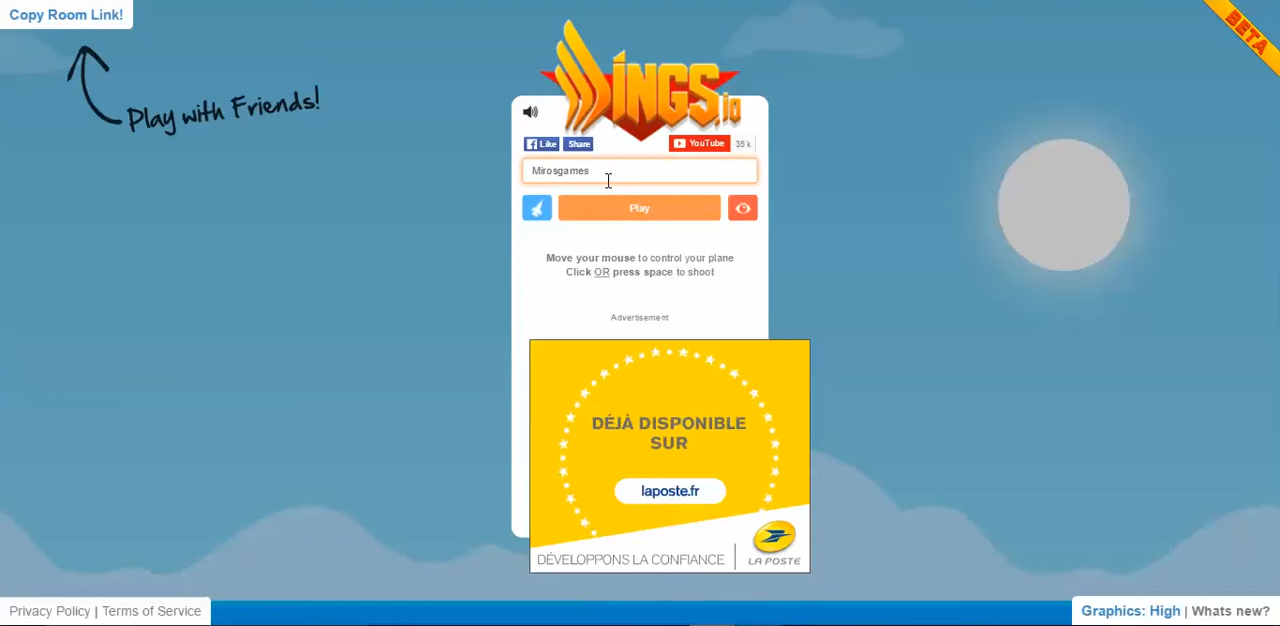 Copy Room Link!
BETA
Play with Friends!
WINGS.io
Like Share YouTube 35k
Mirosgames
Play
Move your mouse to control your plane
Click OR press space to shoot
Advertisement
DÉJÀ DISPONIBLE
SUR
laposte.fr
DÉVELOPPONS LA CONFIANCE
LA POSTE
Privacy Policy | Terms of Service
Graphics: High | Whats new?